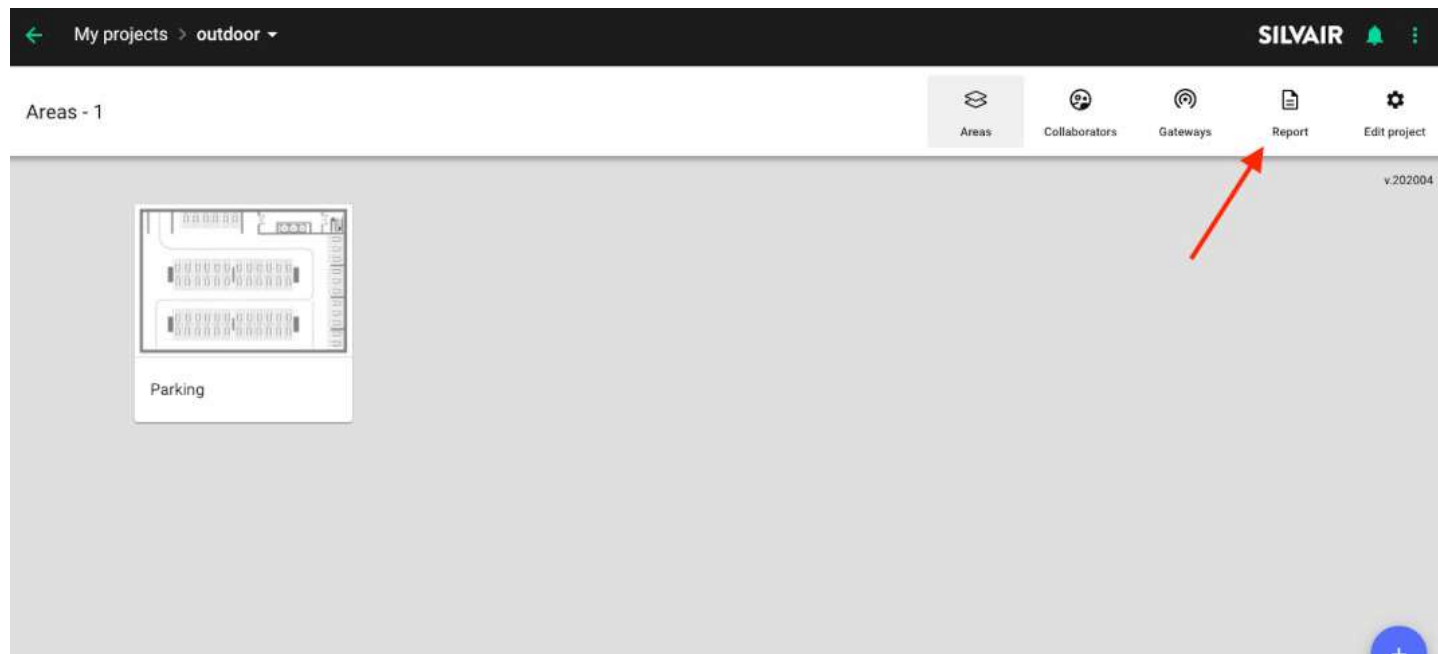 My projects > outdoor
SILVAIR
Areas - 1
Areas
Collaborators
Gateways
Report
Edit project
v.202004
Parking